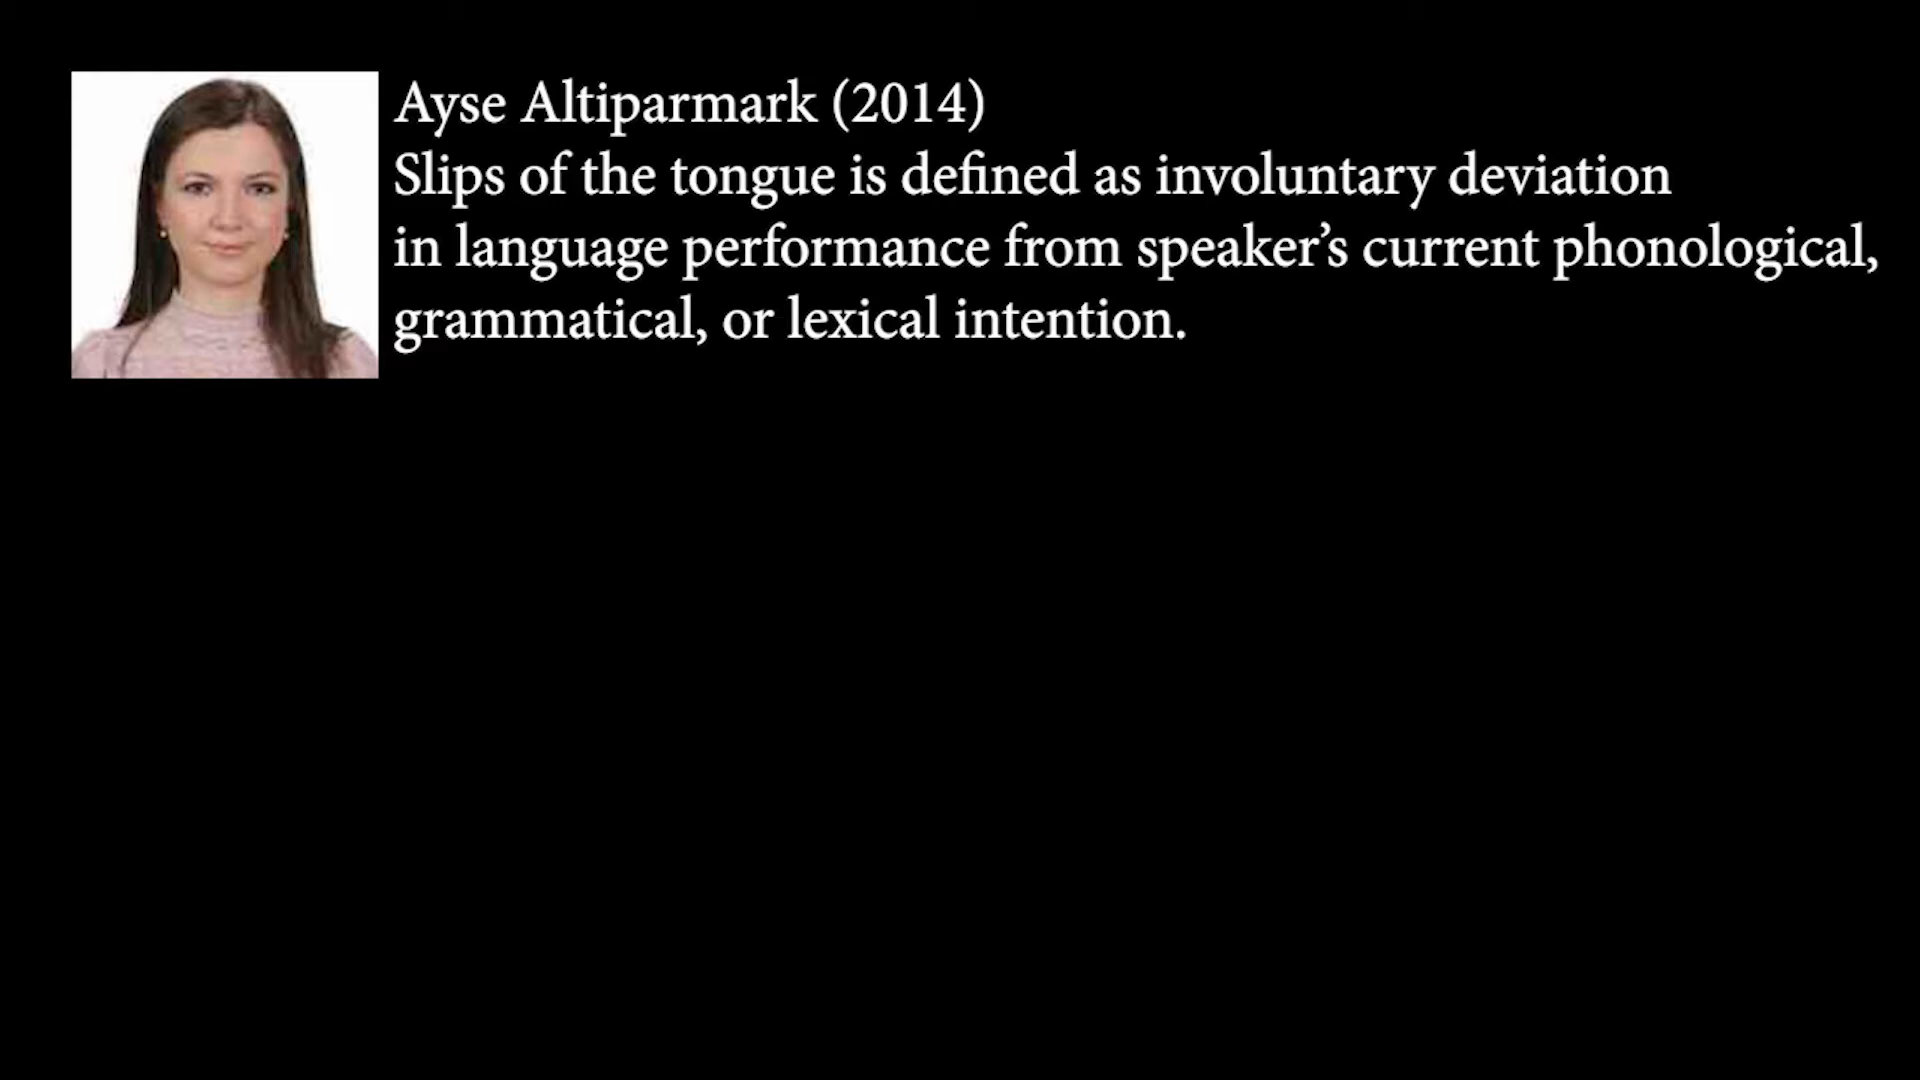 Ayse Altiparmark (2014)
Slips of the tongue is defined as involuntary deviation
in language performance from speaker’s current phonological,
grammatical, or lexical intention.